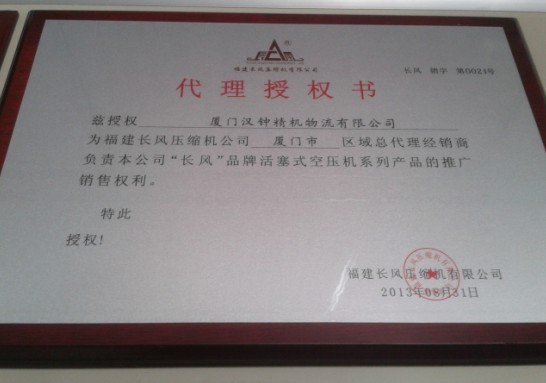 福建长风压缩机有限公司
长风 德字 第0021号
代理授权书
兹授权 厦门汉钟精机物流有限公司
为福建长风压缩机公司 厦门市 区域总代理经销商
负责本公司“长风”品牌活塞式空压机系列产品的推广
销售权利。
特此
授权!
福建长风压缩机有限公司
2013年08月31日